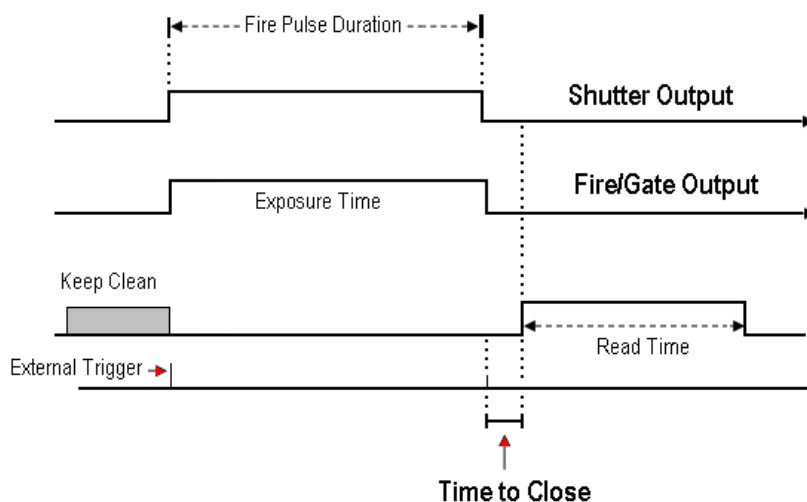 Fire Pulse Duration
Shutter Output
Fire/Gate Output
Exposure Time
Keep Clean
Read Time
External Trigger
Time to Close